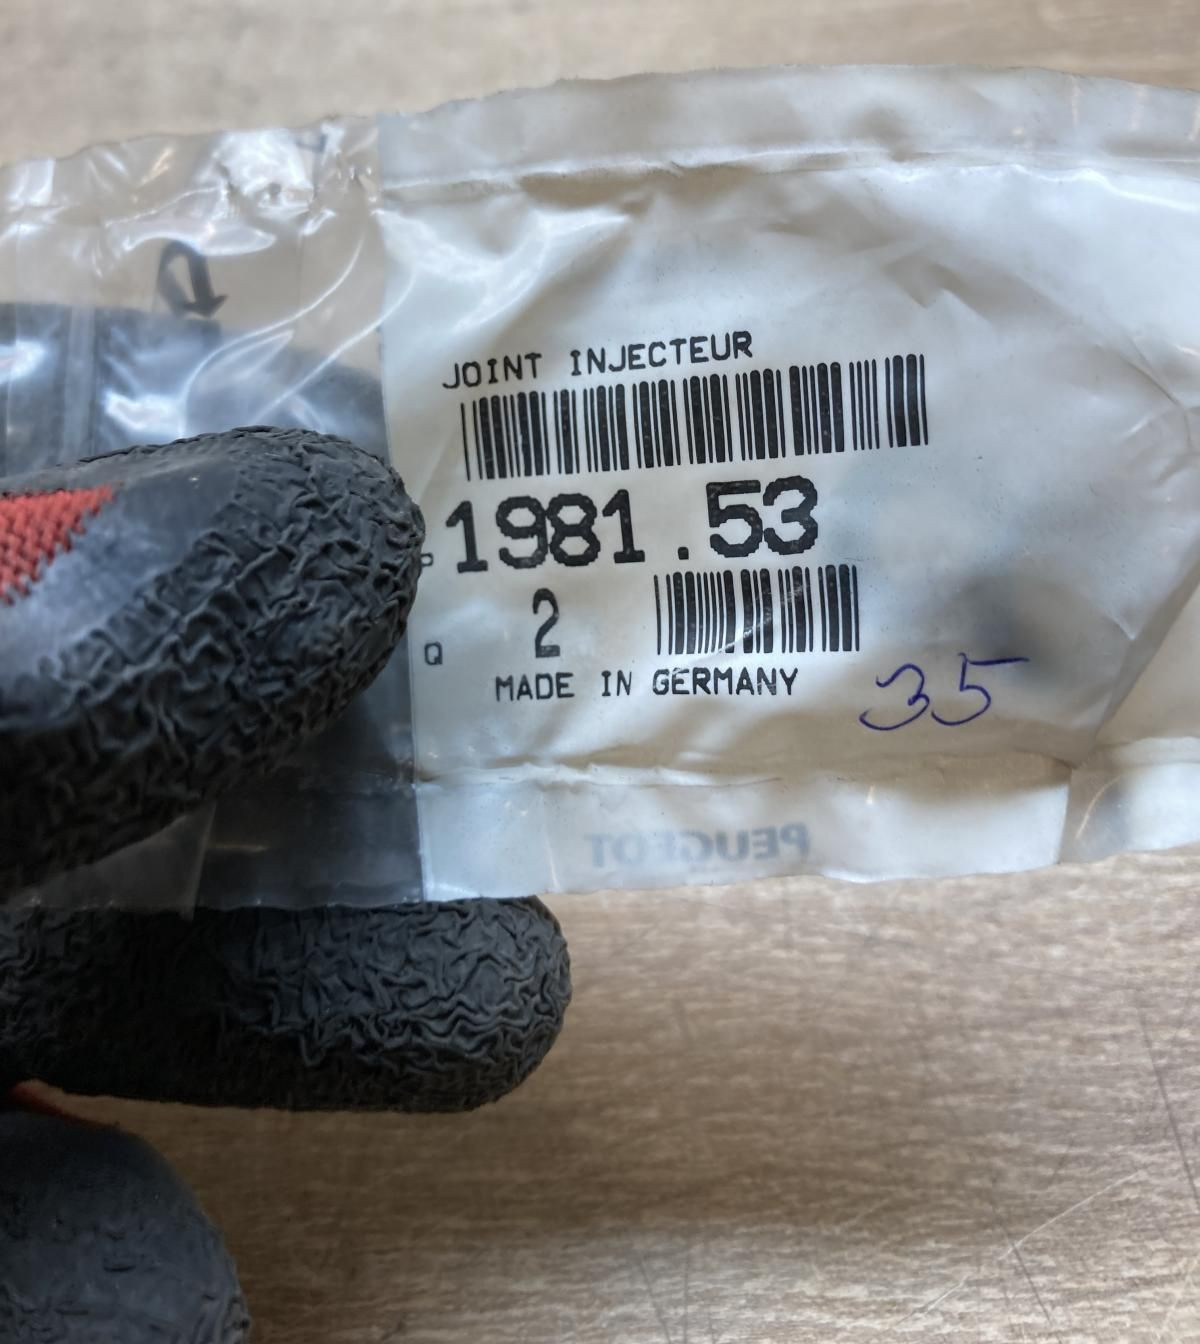 JOINT INJECTEUR
P 1981.53
Q 2
MADE IN GERMANY
35
PEUGEOT